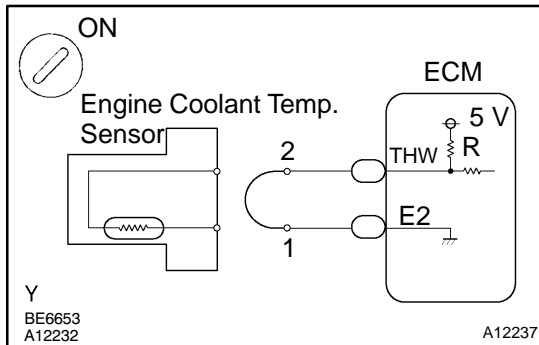 ON
ECM
Engine Coolant Temp.
Sensor
5 V
2
THW
R
E2
1
Y
BE6653
A12232
A12237